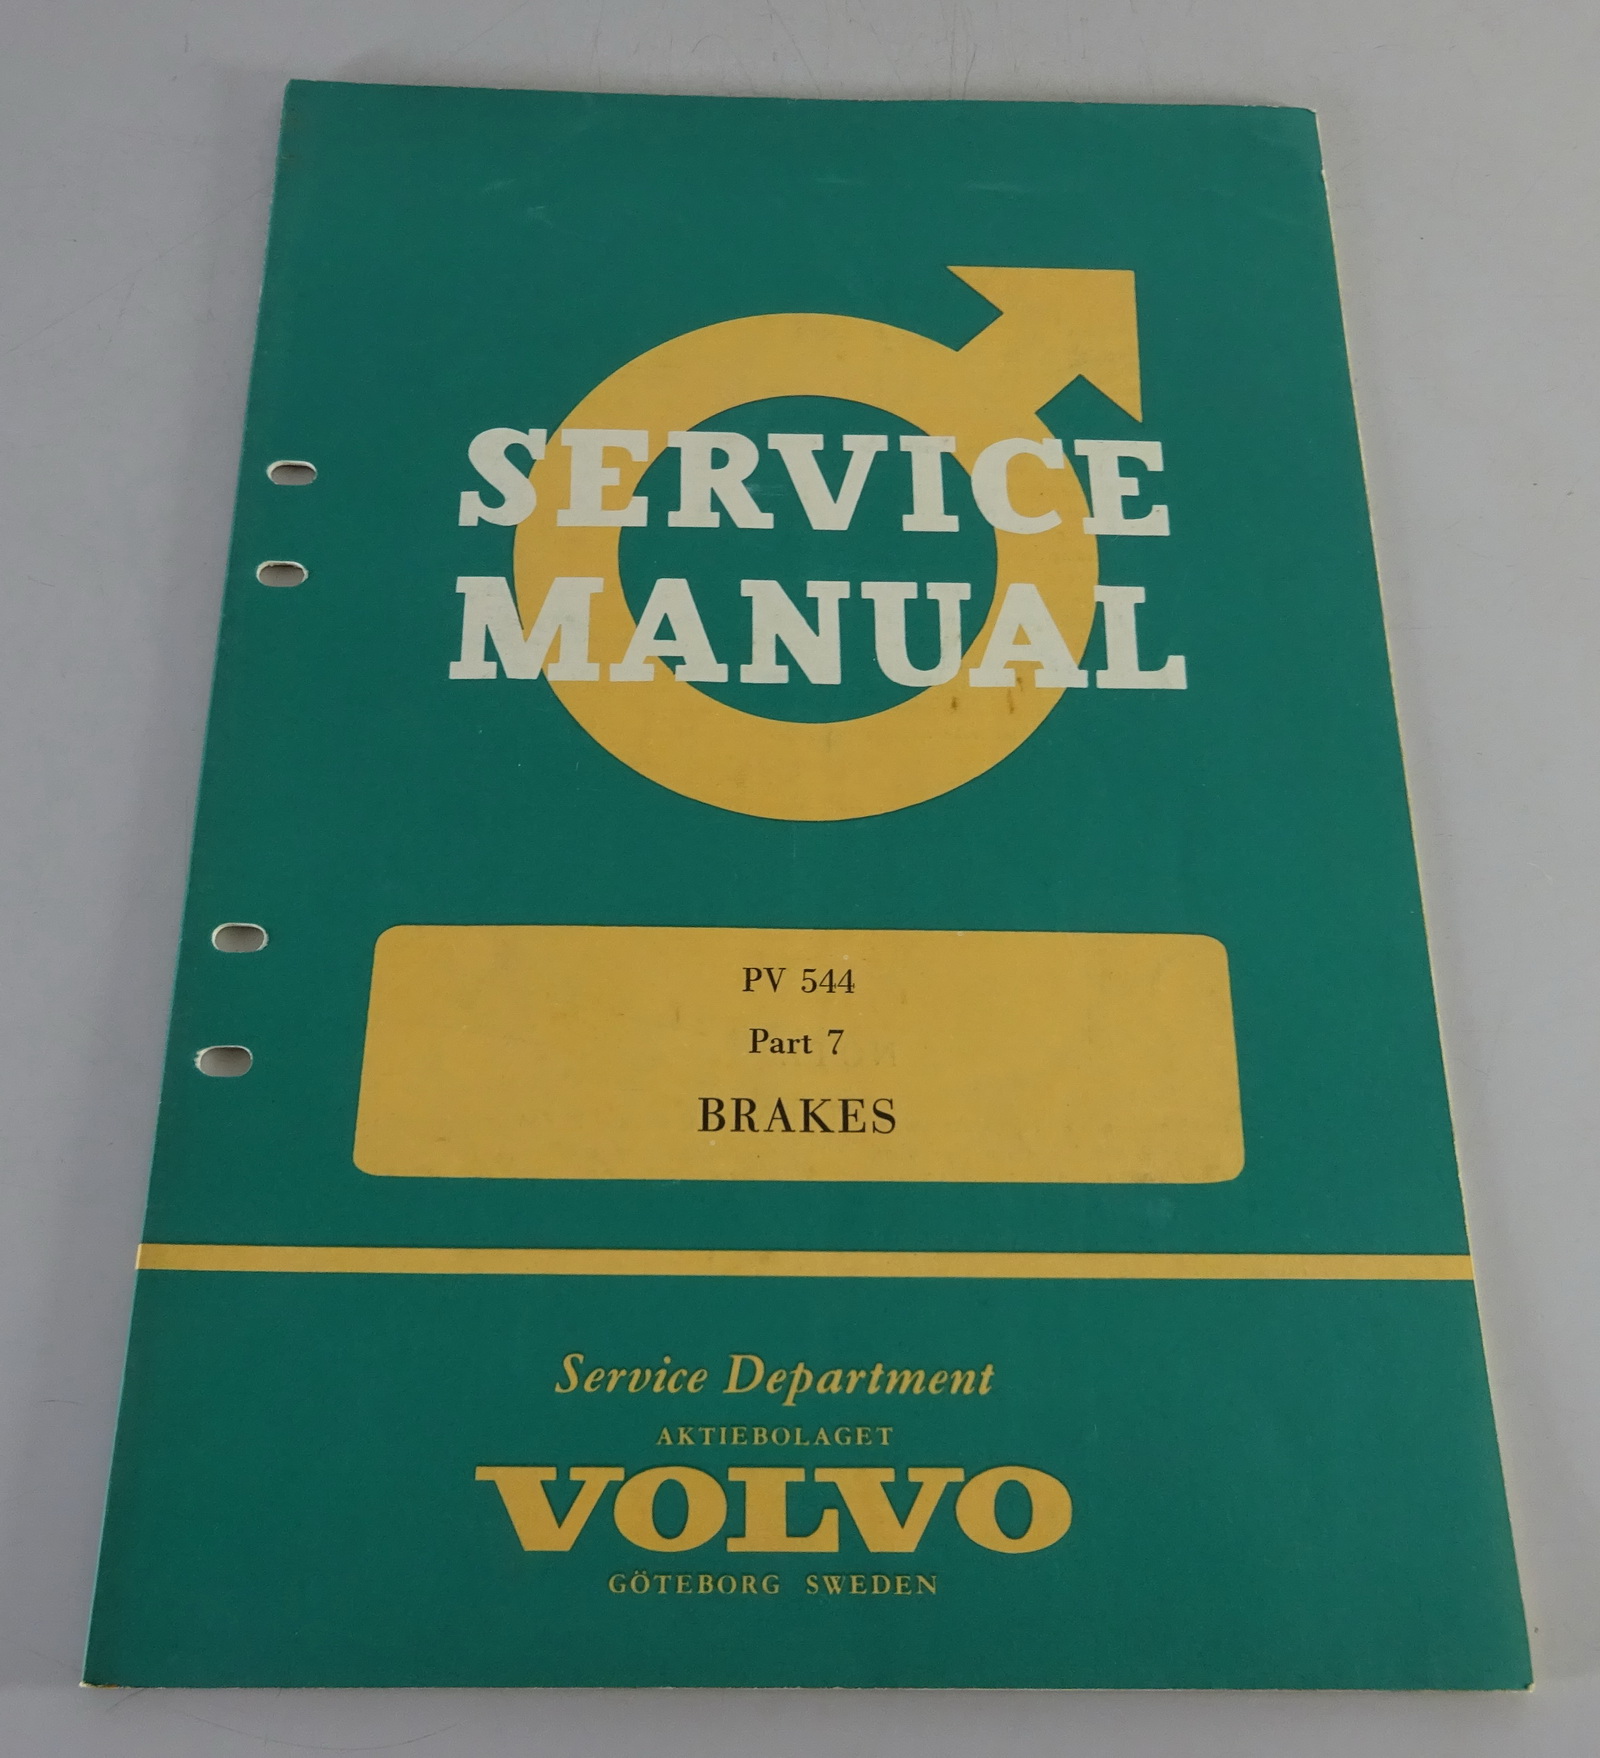 SERVICE
MANUAL
PV 544
Part 7
BRAKES
Service Department
AKTIEBOLAGET
VOLVO
GÖTEBORG SWEDEN